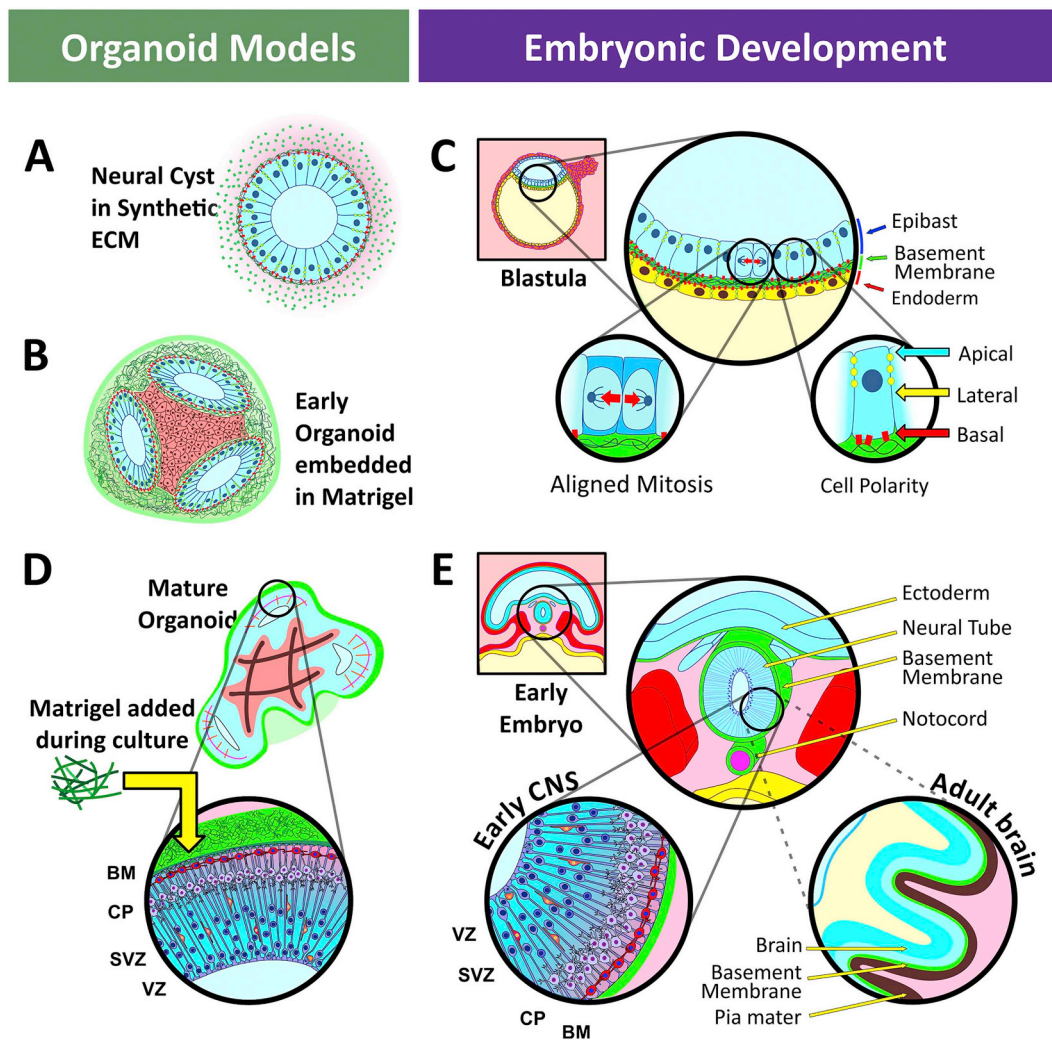 Organoid Models
Embryonic Development
A
Neural Cyst
in Synthetic
ECM
B
Early
Organoid
embedded
in Matrigel
C
Blastula
Epibast
Basement
Membrane
Endoderm
Apical
Lateral
Basal
Aligned Mitosis
Cell Polarity
D
Mature
Organoid
Matrigel added
during culture
BM
CP
SVZ
VZ
E
Early
Embryo
Ectoderm
Neural Tube
Basement
Membrane
Notocord
Early CNS
VZ
SVZ
CP
BM
Adult brain
Brain
Basement
Membrane
Pia mater